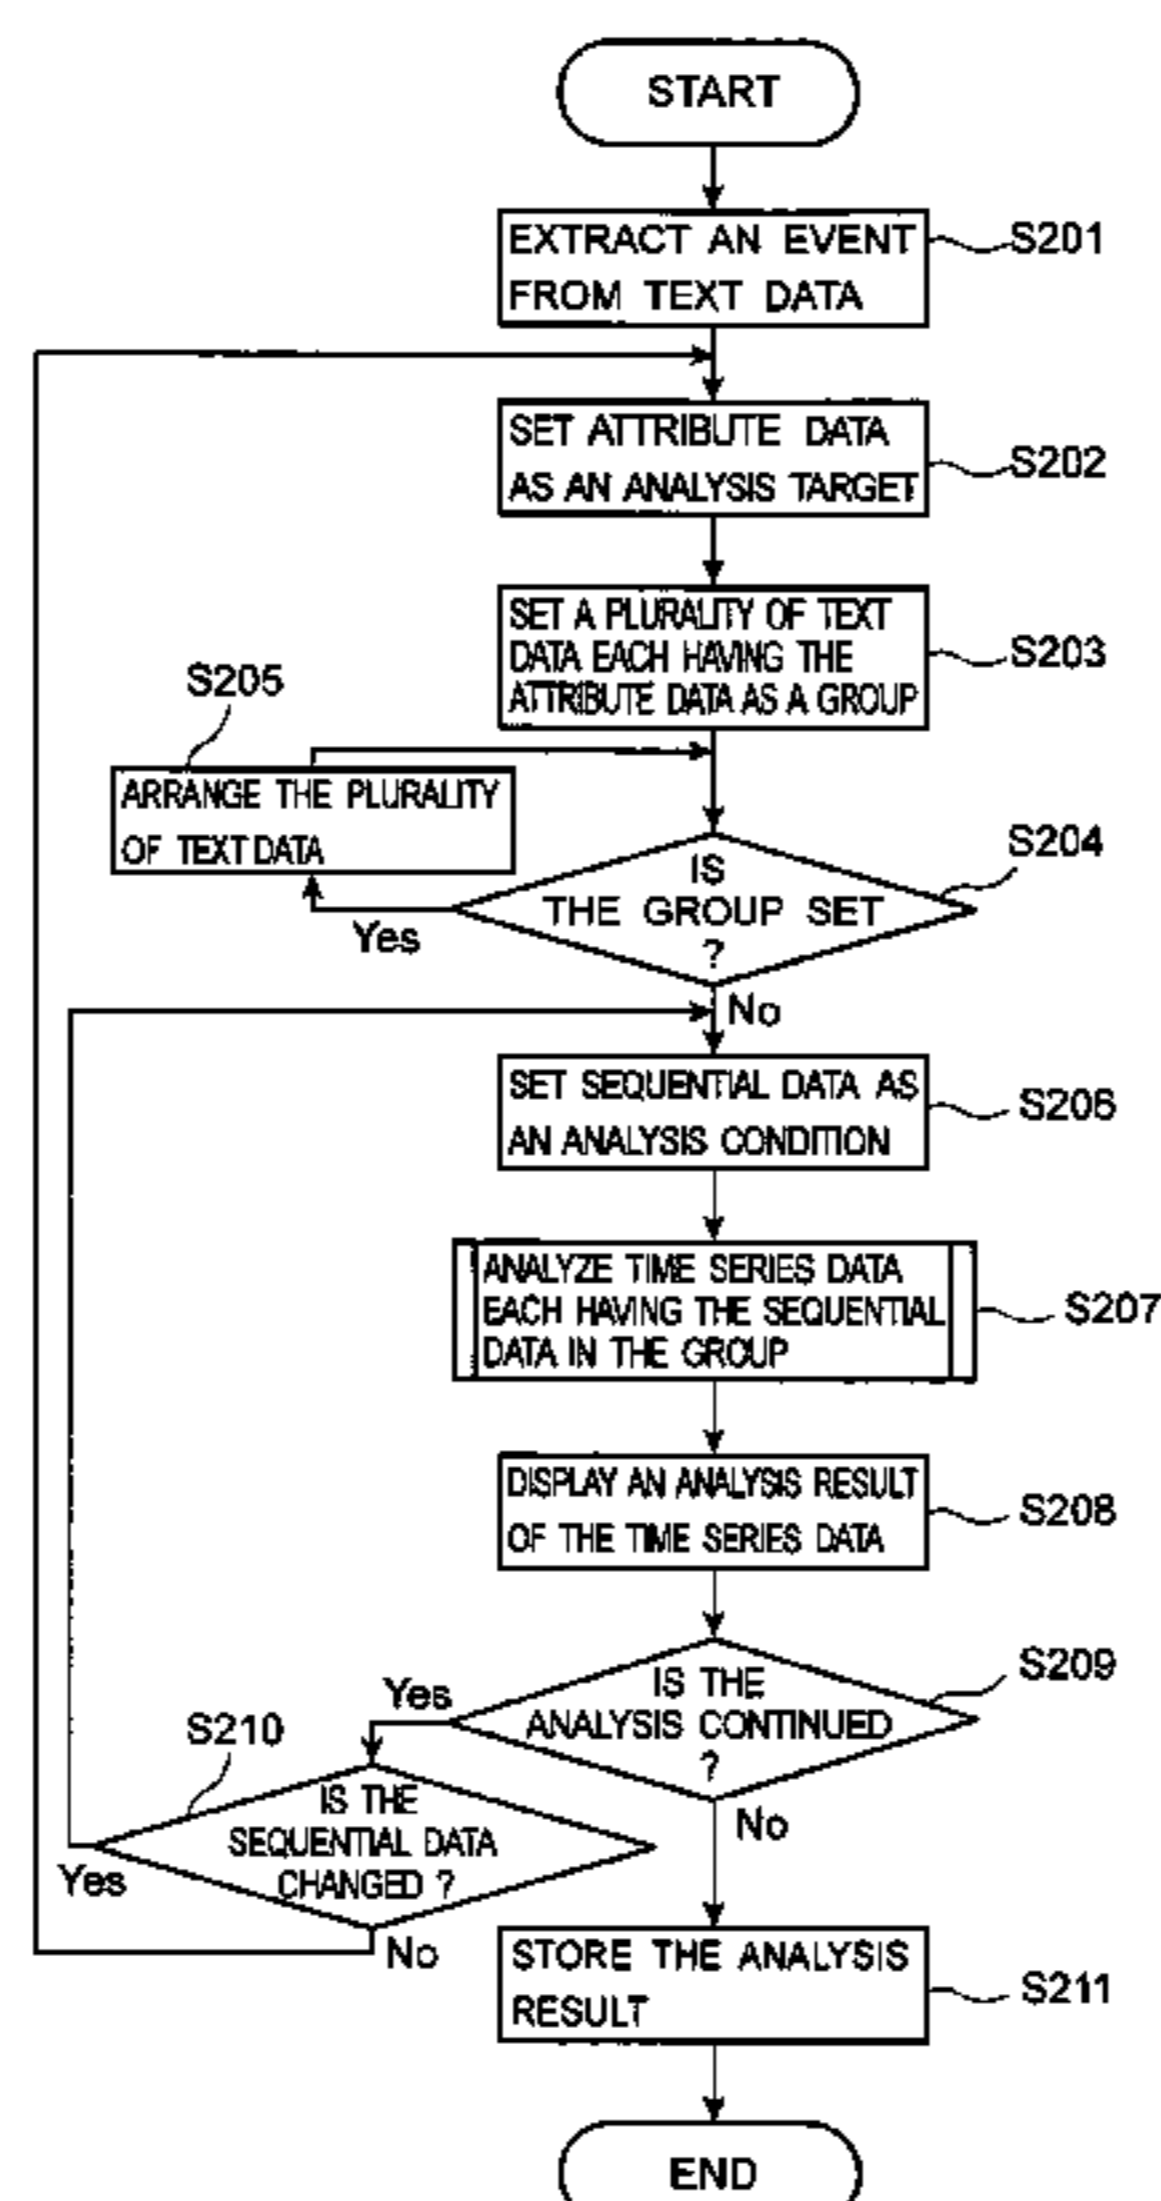 START
EXTRACT AN EVENT
FROM TEXT DATA
S201
SET ATTRIBUTE DATA
AS AN ANALYSIS TARGET
S202
SET A PLURALITY OF TEXT
DATA EACH HAVING THE
ATTRIBUTE DATA AS A GROUP
S203
S205
ARRANGE THE PLURALITY
OF TEXT DATA
S204
IS
THE GROUP SET
?
Yes
No
SET SEQUENTIAL DATA AS
AN ANALYSIS CONDITION
S206
ANALYZE TIME SERIES DATA
EACH HAVING THE SEQUENTIAL
DATA IN THE GROUP
S207
DISPLAY AN ANALYSIS RESULT
OF THE TIME SERIES DATA
S208
IS THE
ANALYSIS CONTINUED
?
S209
Yes
No
S210
IS THE
SEQUENTIAL DATA
CHANGED ?
Yes
No
STORE THE ANALYSIS
RESULT
S211
END